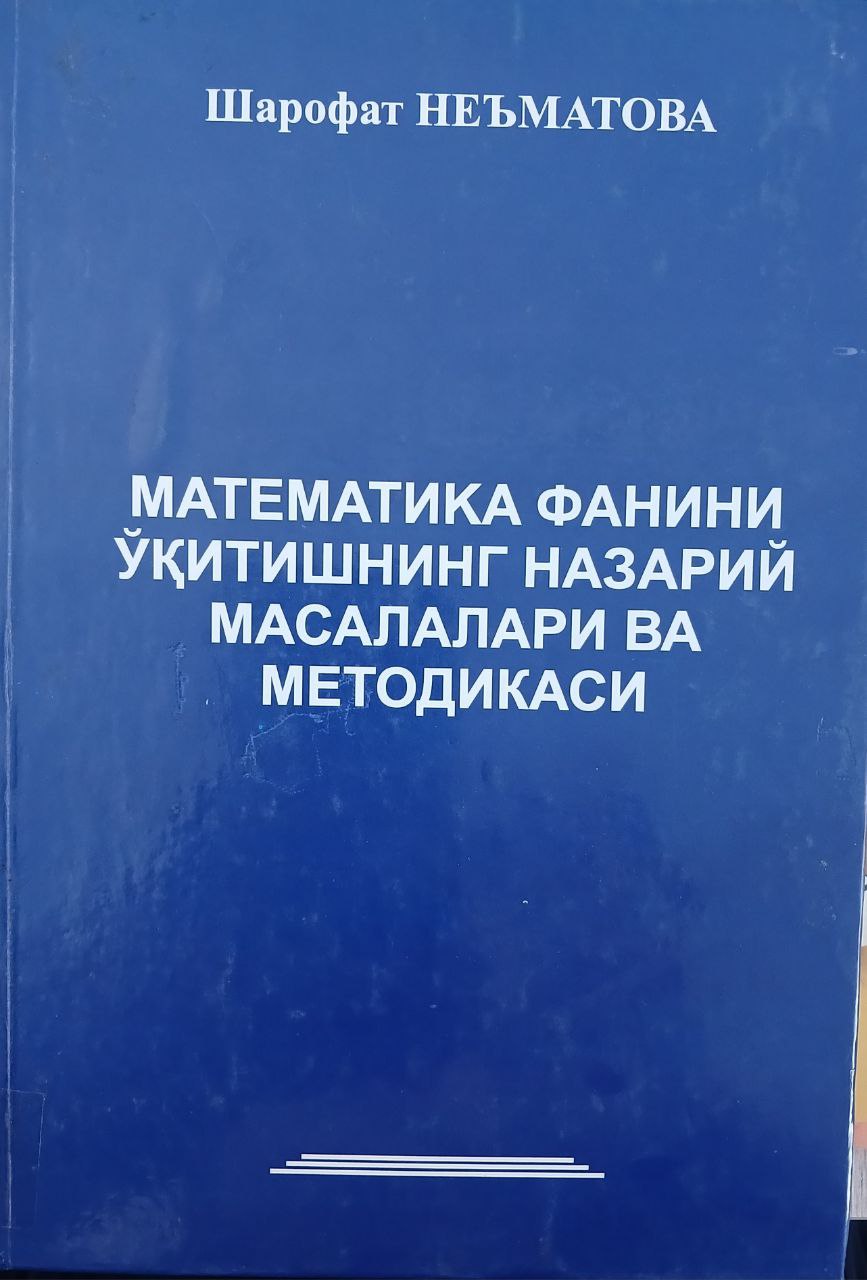 Шарофат НЕЪМАТОВА
МАТЕМАТИКА ФАНИНИ
ЎҚИТИШНИНГ НАЗАРИЙ
МАСАЛАЛАРИ ВА
МЕТОДИКАСИ